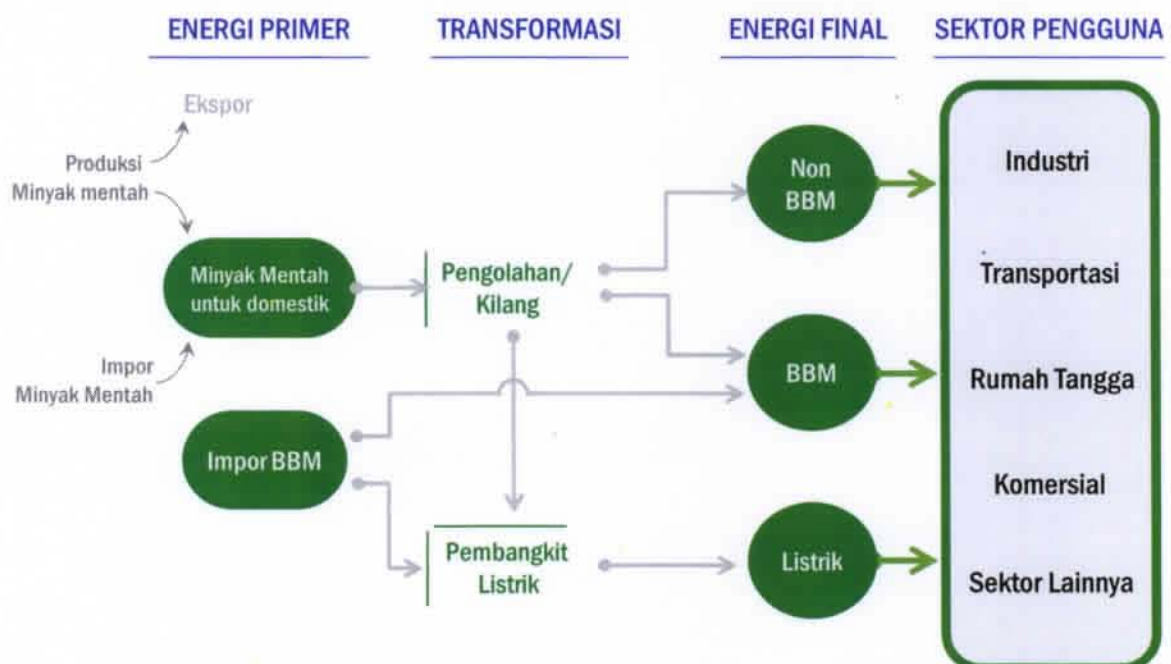 ENERGI PRIMER
TRANSFORMASI
ENERGI FINAL
SEKTOR PENGGUNA
Ekspor
Produksi
Minyak mentah
Minyak Mentah
untuk domestik
Impor
Minyak Mentah
Impor BBM
Pengolahan/
Kilang
Pembangkit
Listrik
Non
BBM
BBM
Listrik
Industri
Transportasi
Rumah Tangga
Komersial
Sektor Lainnya